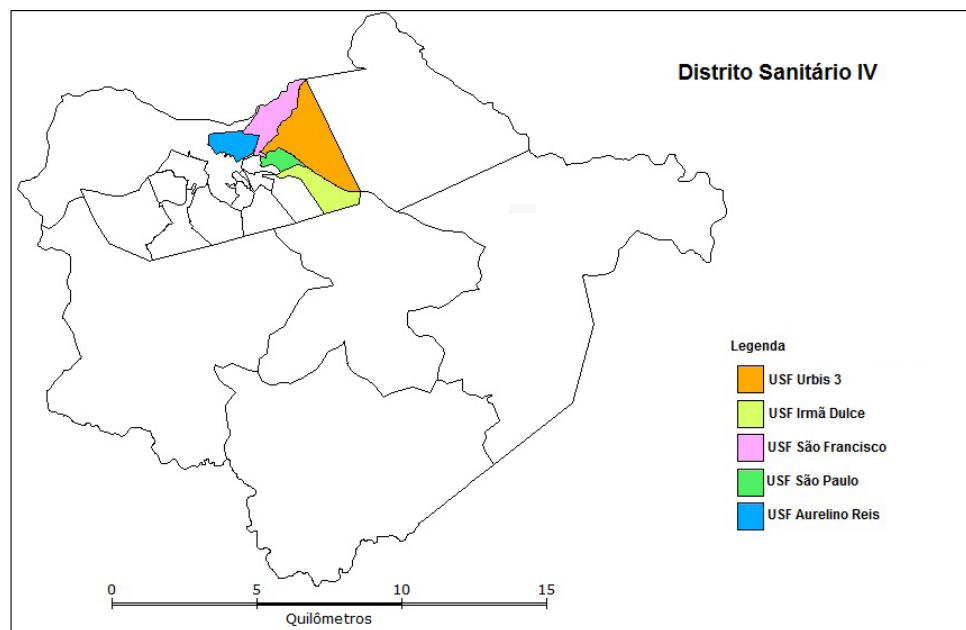 Distrito Sanitário IV
Legenda
USF Urbis 3
USF Irmã Dulce
USF São Francisco
USF São Paulo
USF Aurelino Reis
0 5 10 15
Quilômetros